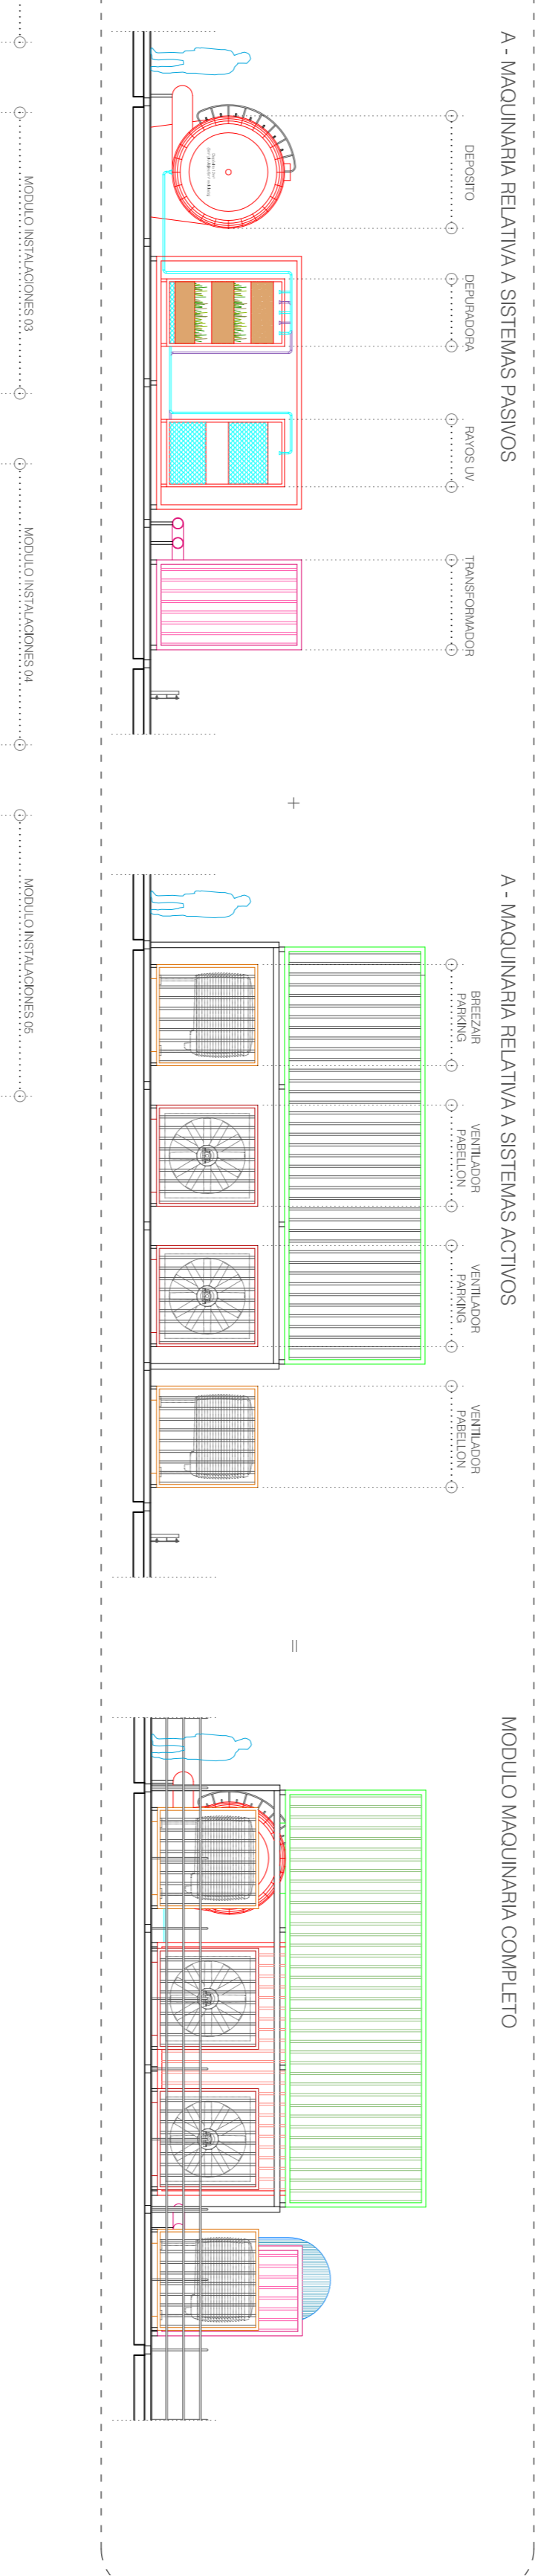 A - MAQUINARIA RELATIVA A SISTEMAS PASIVOS
DEPOSITO
DEPURADORA
RAYOS UV
TRANSFORMADOR
+
A - MAQUINARIA RELATIVA A SISTEMAS ACTIVOS
BREEZAIR
PARKING
VENTILADOR
PABELLON
VENTILADOR
PARKING
VENTILADOR
PABELLON
=
MODULO MAQUINARIA COMPLETO
MODULO INSTALACIONES 03
MODULO INSTALACIONES 04
MODULO INSTALACIONES 05